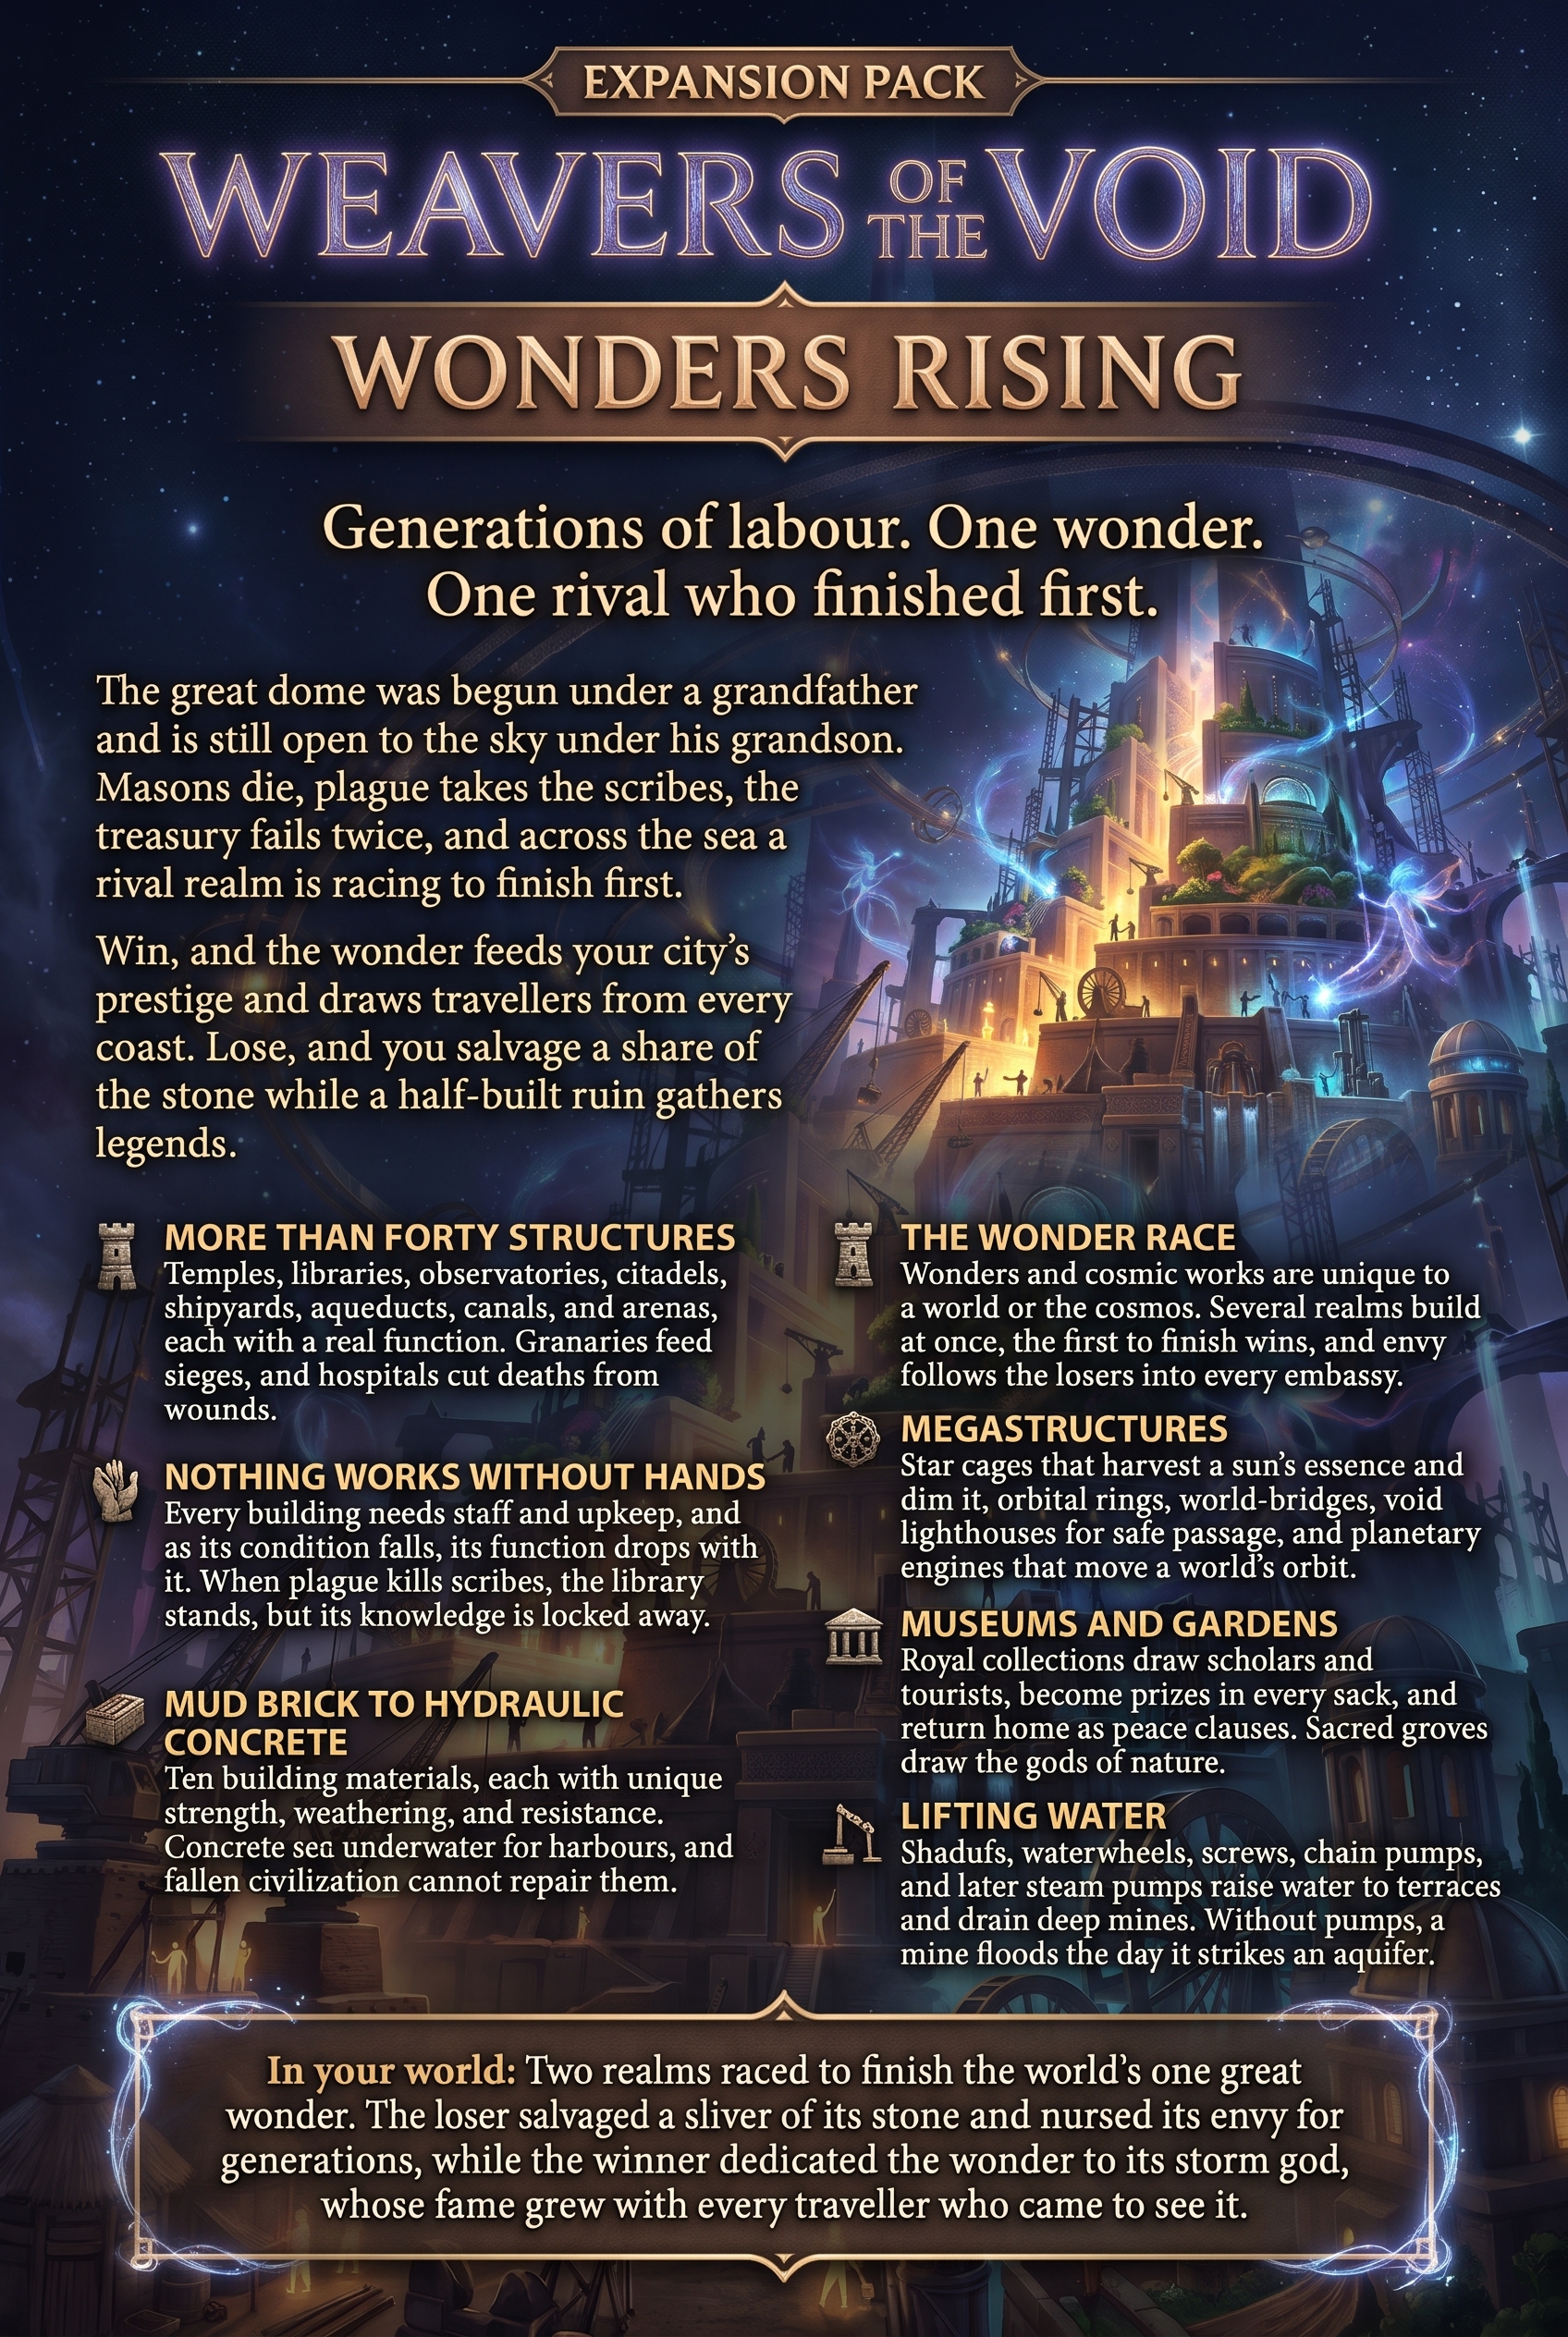 EXPANSION PACK
WEAVERS OF THE VOID
WONDERS RISING
Generations of labour. One wonder.
One rival who finished first.
The great dome was begun under a grandfather
and is still open to the sky under his grandson.
Masons die, plague takes the scribes, the
treasury fails twice, and across the sea a
rival realm is racing to finish first.
Win, and the wonder feeds your city’s
prestige and draws travellers from every
coast. Lose, and you salvage a share of
the stone while a half-built ruin gathers
legends.
MORE THAN FORTY STRUCTURES
Temples, libraries, observatories, citadels,
shipyards, aqueducts, canals, and arenas,
each with a real function. Granaries feed
sieges, and hospitals cut deaths from
wounds.
NOTHING WORKS WITHOUT HANDS
Every building needs staff and upkeep, and
as its condition falls, its function drops with
it. When plague kills scribes, the library
stands, but its knowledge is locked away.
MUD BRICK TO HYDRAULIC
CONCRETE
Ten building materials, each with unique
strength, weathering, and resistance.
Concrete underwater for harbours, and
fallen civilization cannot repair them.
THE WONDER RACE
Wonders and cosmic works are unique to
a world or the cosmos. Several realms build
at once, the first to finish wins, and envy
follows the losers into every embassy.
MEGASTRUCTURES
Star cages that harvest a sun’s essence and
dim it, orbital rings, world-bridges, void
lighthouses for safe passage, and planetary
engines that move a world’s orbit.
MUSEUMS AND GARDENS
Royal collections draw scholars and
tourists, become prizes in every sack, and
return home as peace clauses. Sacred groves
draw the gods of nature.
LIFTING WATER
Shadufs, waterwheels, screws, chain pumps,
and later steam pumps raise water to terraces
and drain deep mines. Without pumps, a
mine floods the day it strikes an aquifer.
In your world: Two realms raced to finish the world’s one great
wonder. The loser salvaged a sliver of its stone and nursed its envy for
generations, while the winner dedicated the wonder to its storm god,
whose fame grew with every traveller who came to see it.